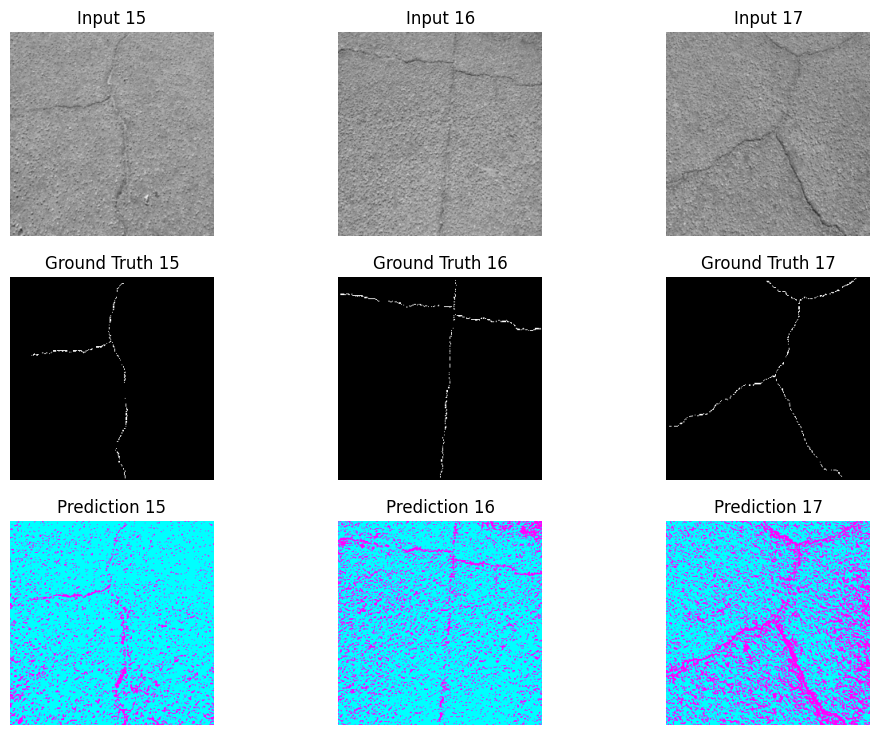 Input 15
Input 16
Input 17
Ground Truth 15
Ground Truth 16
Ground Truth 17
Prediction 15
Prediction 16
Prediction 17